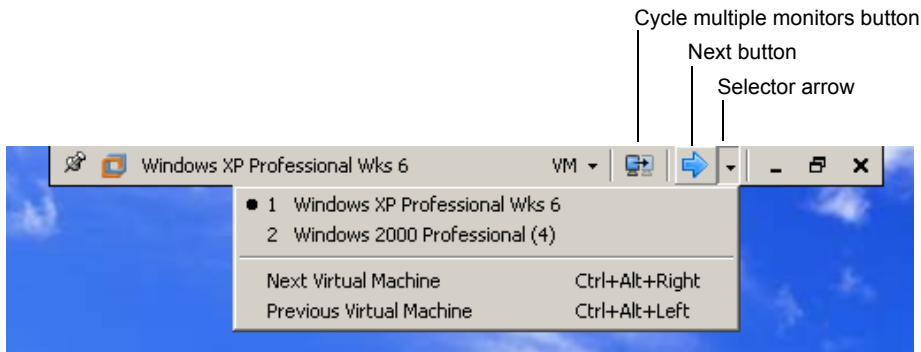 Cycle multiple monitors button
Next button
Selector arrow
Windows XP Professional Wks 6 VM
1 Windows XP Professional Wks 6
2 Windows 2000 Professional (4)
Next Virtual Machine Ctrl+Alt+Right
Previous Virtual Machine Ctrl+Alt+Left